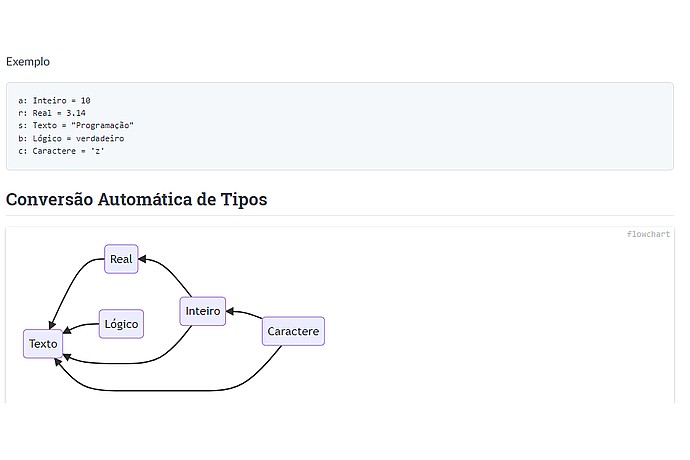 Exemplo
a: Inteiro = 10
r: Real = 3.14
s: Texto = "Programação"
b: Lógico = verdadeiro
c: Caractere = 'z'
Conversão Automática de Tipos
flowchart
Real
Inteiro
Lógico
Caractere
Texto